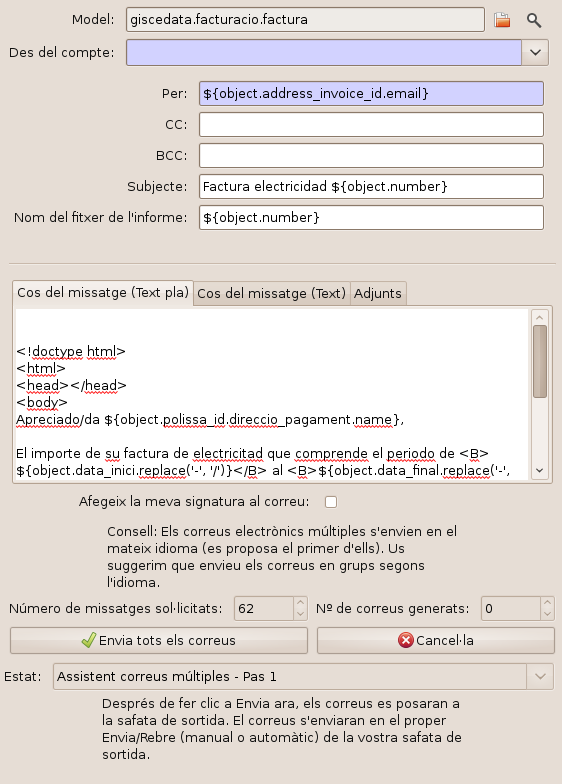 Model: giscedata.facturacio.factura
Des del compte:
Per: ${object.address_invoice_id.email}
CC:
BCC:
Subjecte: Factura electricidad ${object.number}
Nom del fitxer de l'informe: ${object.number}
Cos del missatge (Text pla) Cos del missatge (Text) Adjunts
<!doctype html>
<html>
<head></head>
<body>
Apreciado/da ${object.polissa_id.direccio_pagament.name},
El importe de su factura de electricitad que comprende el periodo de <B>
${object.data_inici.replace('-', '/')}</B> al <B>${object.data_final.replace('-',
Afegeix la meva signatura al correu:
Consell: Els correus electrònics múltiples s'envien en el
mateix idioma (es proposa el primer d'ells). Us
suggerim que envieu els correus en grups segons
l'idioma.
Número de missatges sol·licitats: 62 Nº de correus generats: 0
Envia tots els correus Cancel·la
Estat: Assistent correus múltiples - Pas 1
Després de fer clic a Envia ara, els correus es posaran a
la safata de sortida. El correus s'enviaran en el proper
Envia/Rebre (manual o automàtic) de la vostra safata de
sortida.